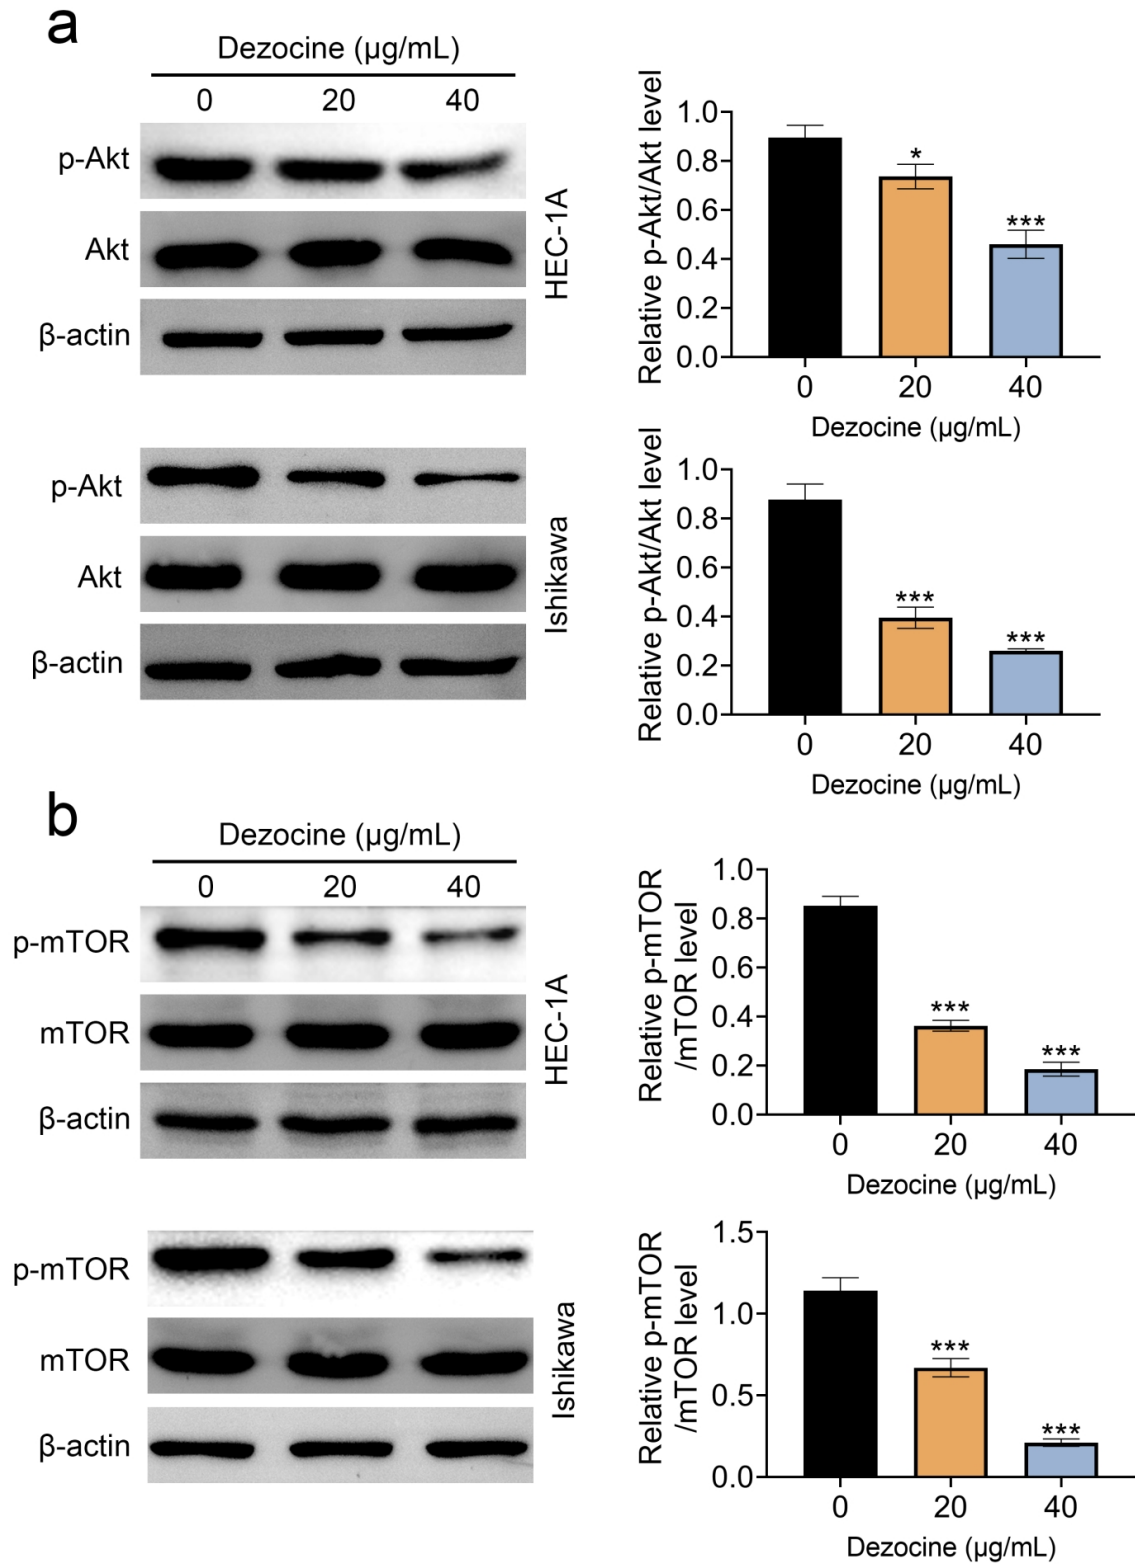 a
Dezocine (µg/mL)
0 20 40
p-Akt
Akt
β-actin
HEC-1A
Relative p-Akt/Akt level
1.0
0.8
0.6
0.4
0.2
0.0
*
***
0 20 40
Dezocine (µg/mL)
p-Akt
Akt
β-actin
Ishikawa
Relative p-Akt/Akt level
1.0
0.8
0.6
0.4
0.2
0.0
***
***
0 20 40
Dezocine (µg/mL)
b
Dezocine (µg/mL)
0 20 40
p-mTOR
mTOR
β-actin
HEC-1A
Relative p-mTOR
/mTOR level
1.0
0.8
0.6
0.4
0.2
0.0
***
***
0 20 40
Dezocine (µg/mL)
p-mTOR
mTOR
β-actin
Ishikawa
Relative p-mTOR
/mTOR level
1.5
1.0
0.5
0.0
***
***
0 20 40
Dezocine (µg/mL)